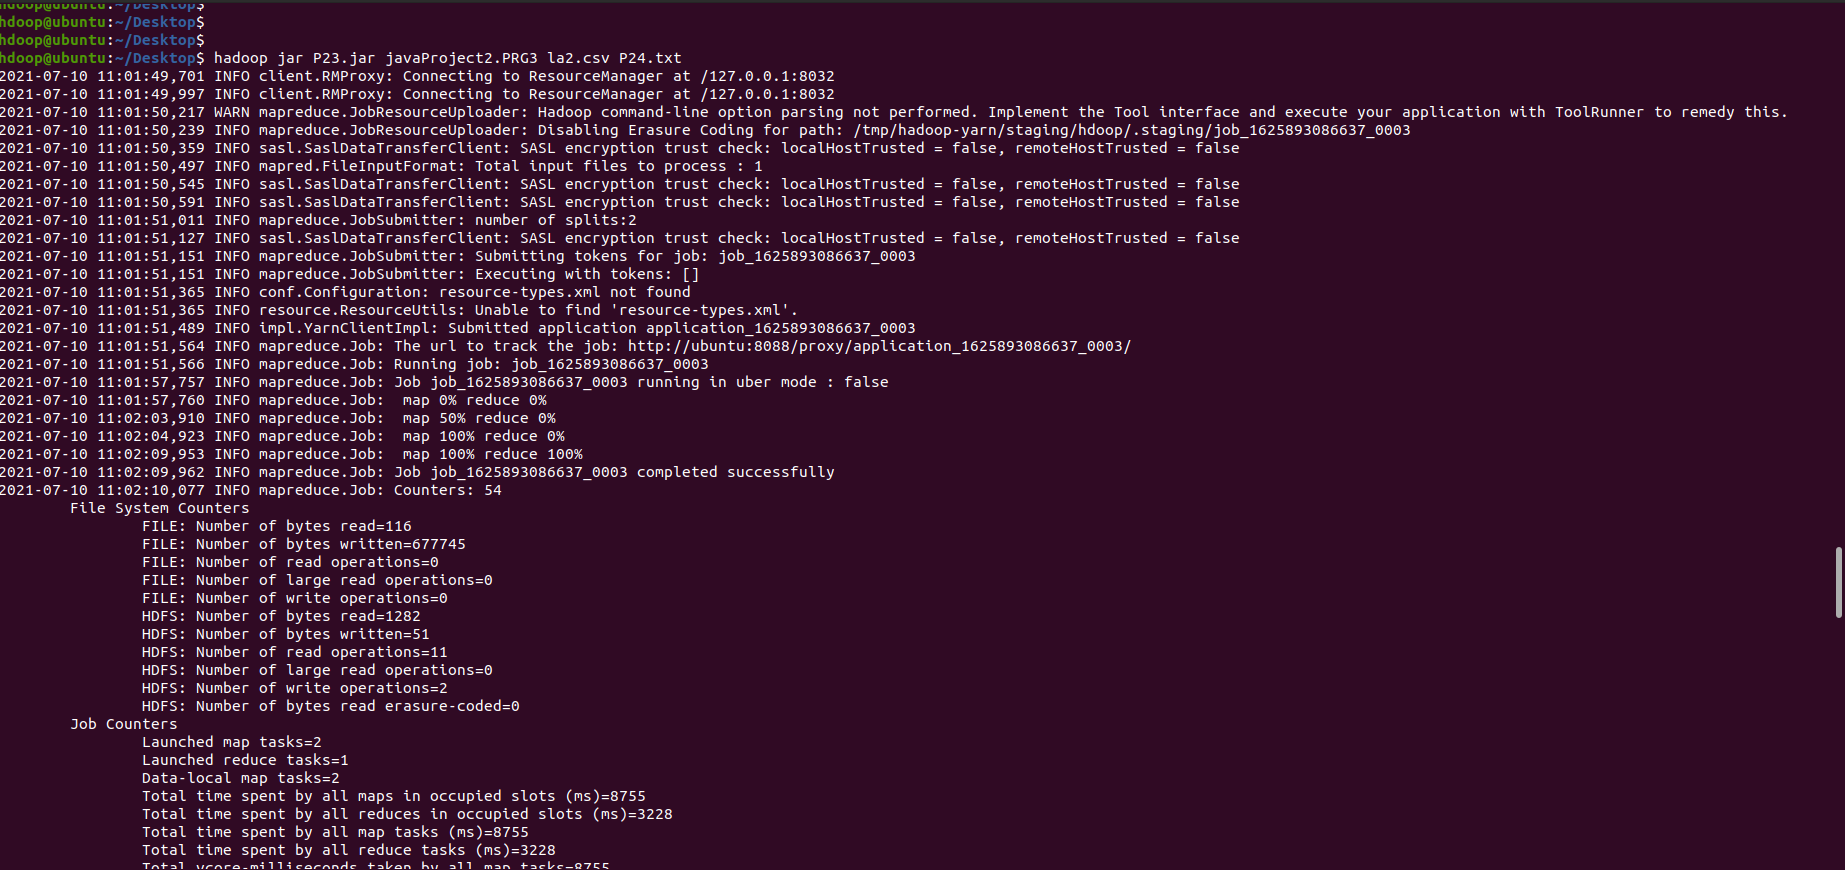 hdoop@ubuntu:~/Desktop$
hdoop@ubuntu:~/Desktop$
hdoop@ubuntu:~/Desktop$
hdoop@ubuntu:~/Desktop$ hadoop jar P23.jar javaProject2.PRG3 la2.csv P24.txt
2021-07-10 11:01:49,701 INFO client.RMProxy: Connecting to ResourceManager at /127.0.0.1:8032
2021-07-10 11:01:49,997 INFO client.RMProxy: Connecting to ResourceManager at /127.0.0.1:8032
2021-07-10 11:01:50,217 WARN mapreduce.JobResourceUploader: Hadoop command-line option parsing not performed. Implement the Tool interface and execute your application with ToolRunner to remedy this.
2021-07-10 11:01:50,239 INFO mapreduce.JobResourceUploader: Disabling Erasure Coding for path: /tmp/hadoop-yarn/staging/hdoop/.staging/job_1625893086637_0003
2021-07-10 11:01:50,359 INFO sasl.SaslDataTransferClient: SASL encryption trust check: localHostTrusted = false, remoteHostTrusted = false
2021-07-10 11:01:50,497 INFO mapred.FileInputFormat: Total input files to process : 1
2021-07-10 11:01:50,545 INFO sasl.SaslDataTransferClient: SASL encryption trust check: localHostTrusted = false, remoteHostTrusted = false
2021-07-10 11:01:50,591 INFO sasl.SaslDataTransferClient: SASL encryption trust check: localHostTrusted = false, remoteHostTrusted = false
2021-07-10 11:01:51,011 INFO mapreduce.JobSubmitter: number of splits:2
2021-07-10 11:01:51,127 INFO sasl.SaslDataTransferClient: SASL encryption trust check: localHostTrusted = false, remoteHostTrusted = false
2021-07-10 11:01:51,151 INFO mapreduce.JobSubmitter: Submitting tokens for job: job_1625893086637_0003
2021-07-10 11:01:51,151 INFO mapreduce.JobSubmitter: Executing with tokens: []
2021-07-10 11:01:51,365 INFO conf.Configuration: resource-types.xml not found
2021-07-10 11:01:51,365 INFO resource.ResourceUtils: Unable to find 'resource-types.xml'.
2021-07-10 11:01:51,489 INFO impl.YarnClientImpl: Submitted application application_1625893086637_0003
2021-07-10 11:01:51,564 INFO mapreduce.Job: The url to track the job: http://ubuntu:8088/proxy/application_1625893086637_0003/
2021-07-10 11:01:51,566 INFO mapreduce.Job: Running job: job_1625893086637_0003
2021-07-10 11:01:57,757 INFO mapreduce.Job: Job job_1625893086637_0003 running in uber mode : false
2021-07-10 11:01:57,760 INFO mapreduce.Job:  map 0% reduce 0%
2021-07-10 11:02:03,910 INFO mapreduce.Job:  map 50% reduce 0%
2021-07-10 11:02:04,923 INFO mapreduce.Job:  map 100% reduce 0%
2021-07-10 11:02:09,953 INFO mapreduce.Job:  map 100% reduce 100%
2021-07-10 11:02:09,962 INFO mapreduce.Job: Job job_1625893086637_0003 completed successfully
2021-07-10 11:02:10,077 INFO mapreduce.Job: Counters: 54
File System Counters
FILE: Number of bytes read=116
FILE: Number of bytes written=677745
FILE: Number of read operations=0
FILE: Number of large read operations=0
FILE: Number of write operations=0
HDFS: Number of bytes read=1282
HDFS: Number of bytes written=51
HDFS: Number of read operations=11
HDFS: Number of large read operations=0
HDFS: Number of write operations=2
HDFS: Number of bytes read erasure-coded=0
Job Counters
Launched map tasks=2
Launched reduce tasks=1
Data-local map tasks=2
Total time spent by all maps in occupied slots (ms)=8755
Total time spent by all reduces in occupied slots (ms)=3228
Total time spent by all map tasks (ms)=8755
Total time spent by all reduce tasks (ms)=3228
Total vcore-milliseconds taken by all map tasks=8755